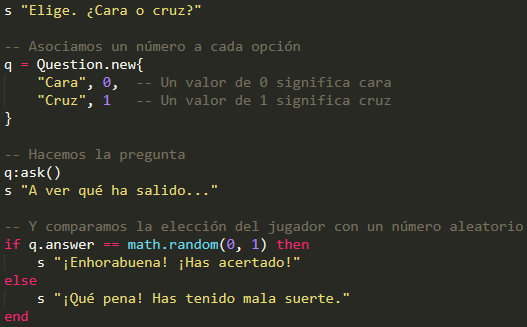 s "Elige. ¿Cara o cruz?"
-- Asociamos un número a cada opción
q = Question.new{
    "Cara", 0,  -- Un valor de 0 significa cara
    "Cruz", 1   -- Un valor de 1 significa cruz
}
-- Hacemos la pregunta
q:ask()
s "A ver qué ha salido..."
-- Y comparamos la elección del jugador con un número aleatorio
if q.answer == math.random(0, 1) then
    s "¡Enhorabuena! ¡Has acertado!"
else
    s "¡Qué pena! Has tenido mala suerte."
end